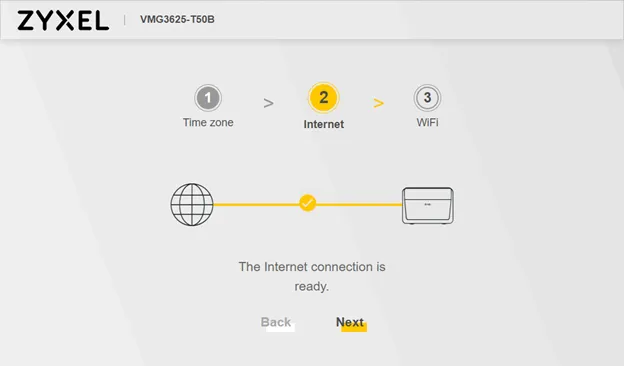 ZYXEL | VMG3625-T50B
1 > 2 > 3
Time zone Internet WiFi
The Internet connection is
ready.
Back Next